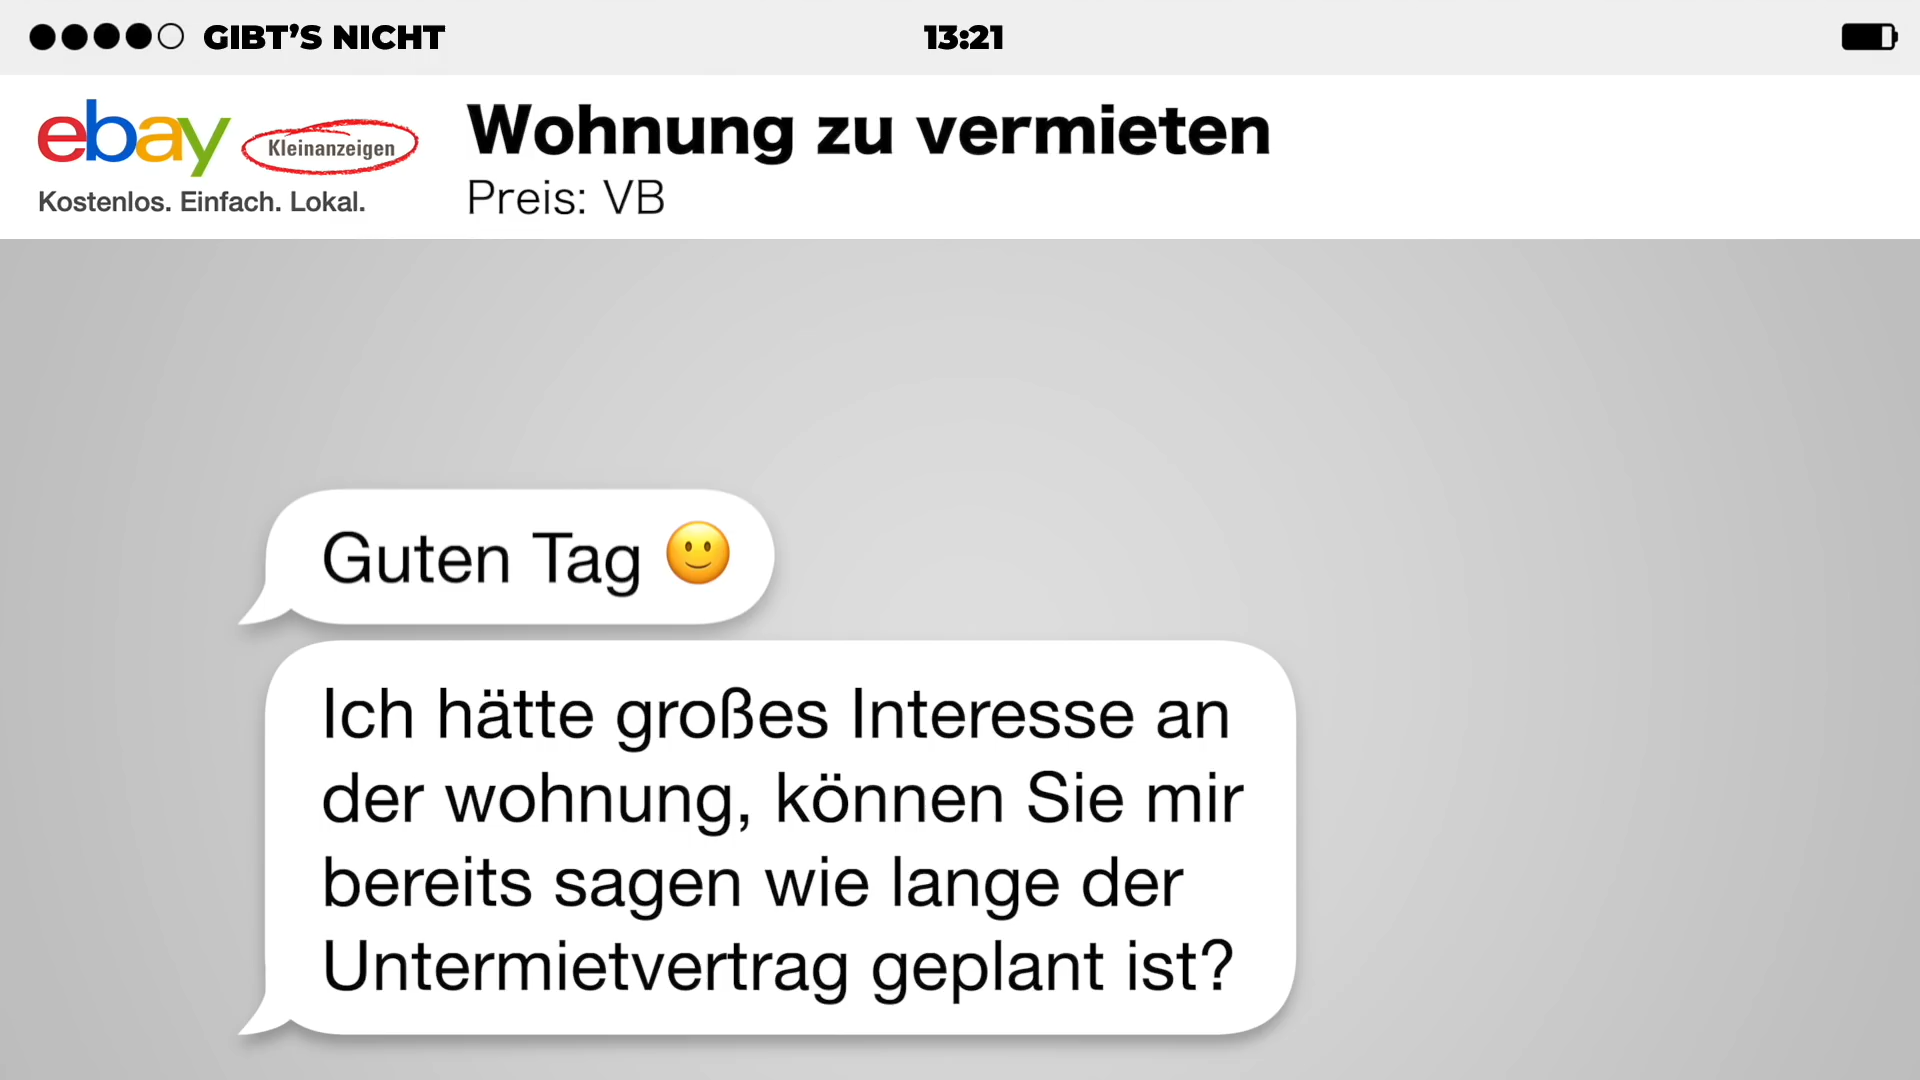 GIBT’S NICHT
13:21
ebay Kleinanzeigen
Kostenlos. Einfach. Lokal.
Wohnung zu vermieten
Preis: VB
Guten Tag 🙂
Ich hätte großes Interesse an
der wohnung, können Sie mir
bereits sagen wie lange der
Untermietvertrag geplant ist?